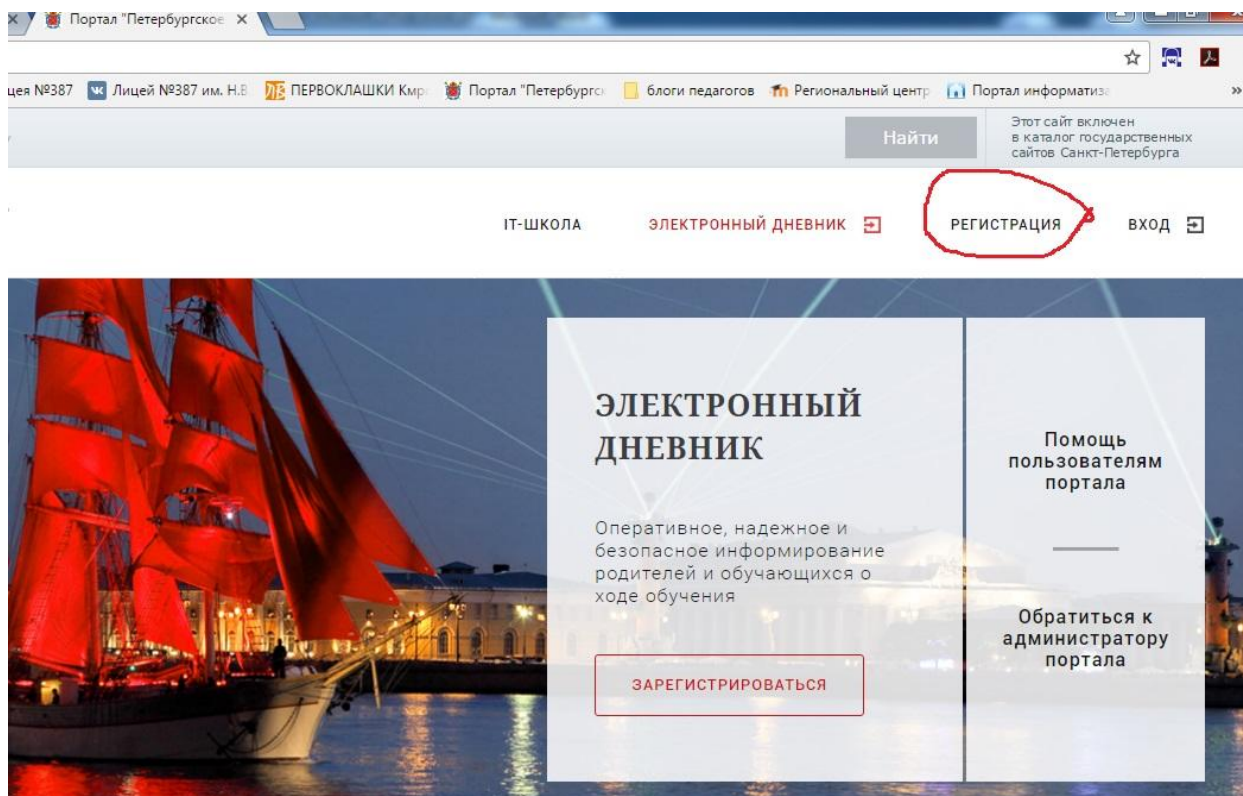 Портал "Петербургское
цея №387 Лицей №387 им. Н.В ПЕРВОКЛАШКИ Кмр Портал "Петербургск блоги педагогов Региональный центр Портал информатиза »
Найти
Этот сайт включен
в каталог государственных
сайтов Санкт-Петербурга
IT-ШКОЛА ЭЛЕКТРОННЫЙ ДНЕВНИК РЕГИСТРАЦИЯ ВХОД
ЭЛЕКТРОННЫЙ
ДНЕВНИК
Оперативное, надежное и
безопасное информирование
родителей и обучающихся о
ходе обучения
ЗАРЕГИСТРИРОВАТЬСЯ
Помощь
пользователям
портала
Обратиться к
администратору
портала